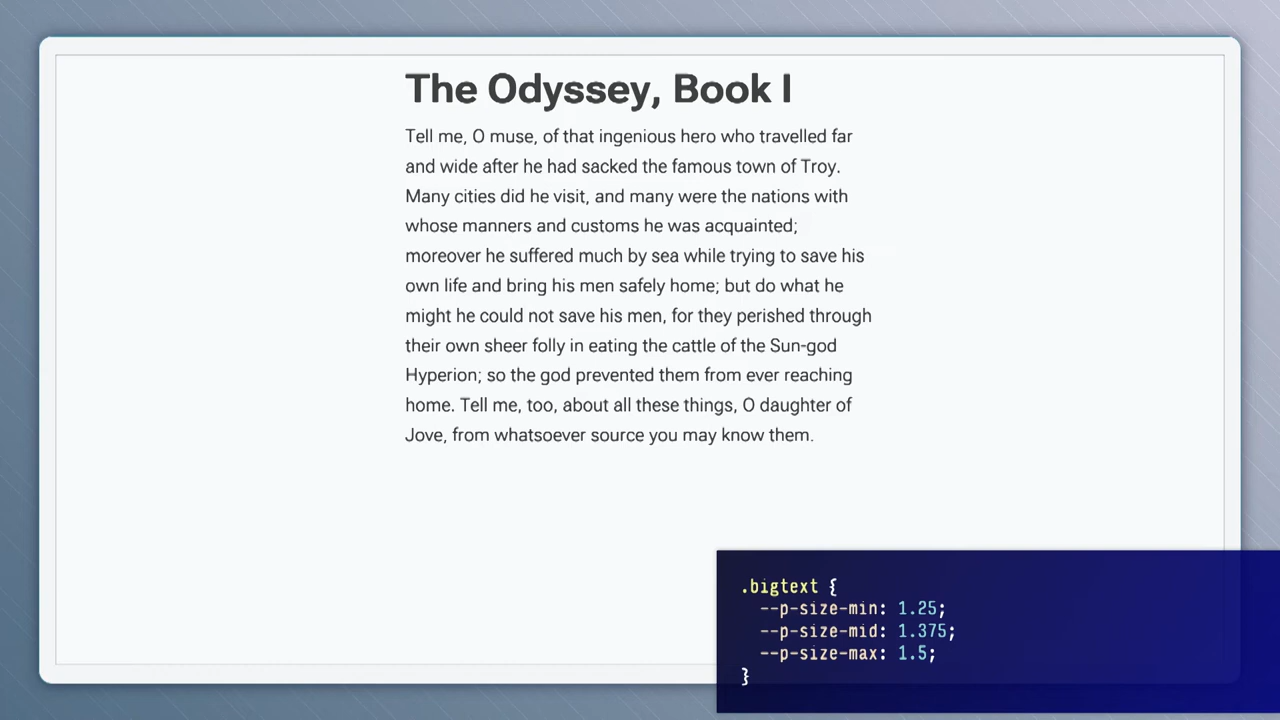 The Odyssey, Book I
Tell me, O muse, of that ingenious hero who travelled far
and wide after he had sacked the famous town of Troy.
Many cities did he visit, and many were the nations with
whose manners and customs he was acquainted;
moreover he suffered much by sea while trying to save his
own life and bring his men safely home; but do what he
might he could not save his men, for they perished through
their own sheer folly in eating the cattle of the Sun-god
Hyperion; so the god prevented them from ever reaching
home. Tell me, too, about all these things, O daughter of
Jove, from whatsoever source you may know them.
.bigtext {
  --p-size-min: 1.25;
  --p-size-mid: 1.375;
  --p-size-max: 1.5;
}